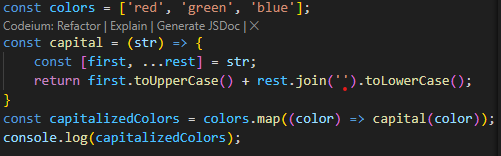 const colors = ['red', 'green', 'blue'];
Codeium: Refactor | Explain | Generate JSDoc | ✕
const capital = (str) => {
    const [first, ...rest] = str;
    return first.toUpperCase() + rest.join('').toLowerCase();
}
const capitalizedColors = colors.map((color) => capital(color));
console.log(capitalizedColors);